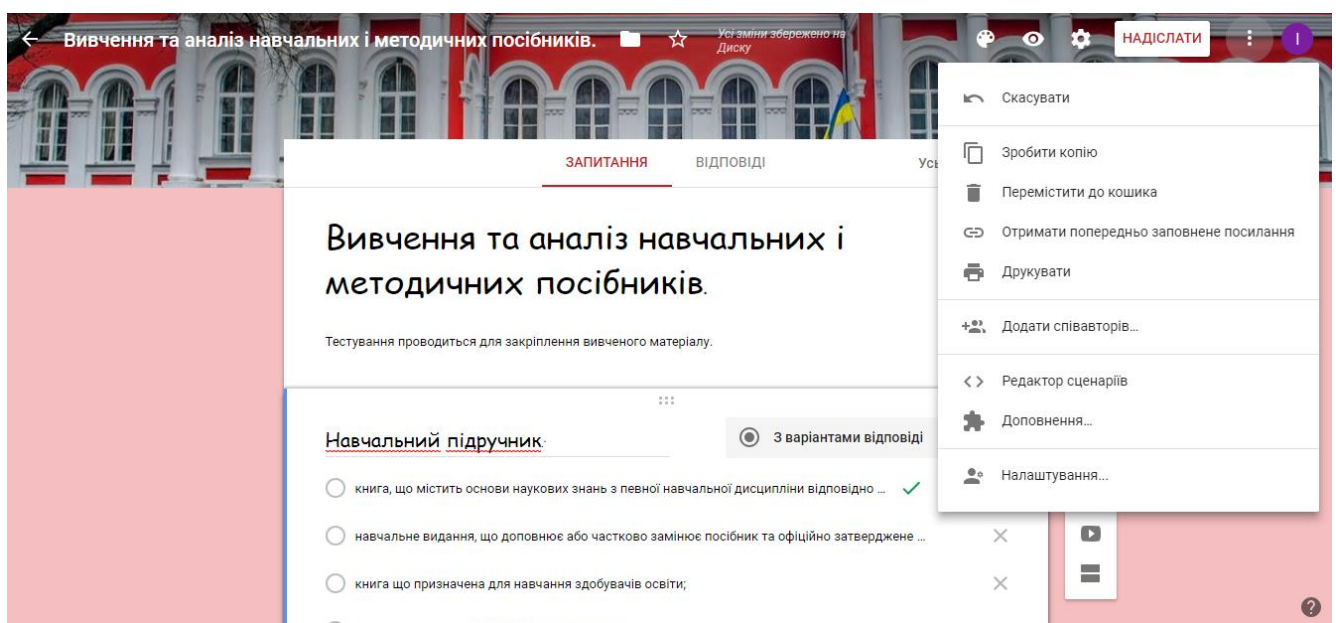 Вивчення та аналіз навчальних і методичних посібників.
Усі зміни збережено на
Диску
НАДІСЛАТИ
І
ЗАПИТАННЯ
ВІДПОВІДІ
Скасувати
Зробити копію
Перемістити до кошика
Отримати попередньо заповнене посилання
Друкувати
Додати співавторів...
Редактор сценаріїв
Доповнення...
Налаштування...
Вивчення та аналіз навчальних і
методичних посібників.
Тестування проводиться для закріплення вивченого матеріалу.
Навчальний підручник.
З варіантами відповіді
книга, що містить основи наукових знань з певної навчальної дисципліни відповідно ...
навчальне видання, що доповнює або частково замінює посібник та офіційно затверджене ...
книга що призначена для навчання здобувачів освіти;